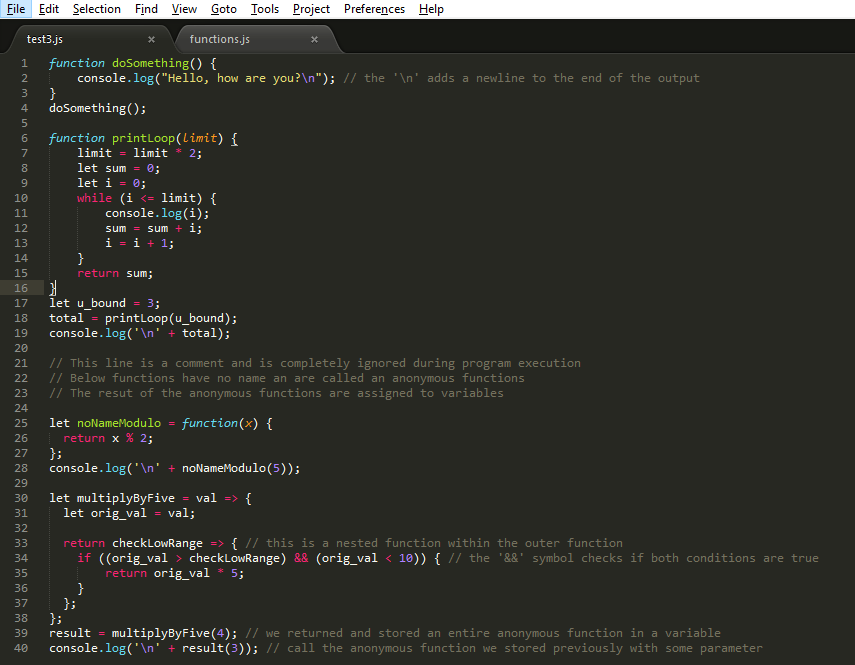 File Edit Selection Find View Goto Tools Project Preferences Help
test3.js × functions.js ×
1 function doSomething() {
2     console.log("Hello, how are you?\n"); // the '\n' adds a newline to the end of the output
3 }
4 doSomething();
5
6 function printLoop(limit) {
7     limit = limit * 2;
8     let sum = 0;
9     let i = 0;
10     while (i <= limit) {
11         console.log(i);
12         sum = sum + i;
13         i = i + 1;
14     }
15     return sum;
16 }
17 let u_bound = 3;
18 total = printLoop(u_bound);
19 console.log('\n' + total);
20
21 // This line is a comment and is completely ignored during program execution
22 // Below functions have no name an are called an anonymous functions
23 // The resut of the anonymous functions are assigned to variables
24
25 let noNameModulo = function(x) {
26   return x % 2;
27 };
28 console.log('\n' + noNameModulo(5));
29
30 let multiplyByFive = val => {
31   let orig_val = val;
32
33   return checkLowRange => { // this is a nested function within the outer function
34     if ((orig_val > checkLowRange) && (orig_val < 10)) { // the '&&' symbol checks if both conditions are true
35         return orig_val * 5;
36     }
37   };
38 };
39 result = multiplyByFive(4); // we returned and stored an entire anonymous function in a variable
40 console.log('\n' + result(3)); // call the anonymous function we stored previously with some parameter